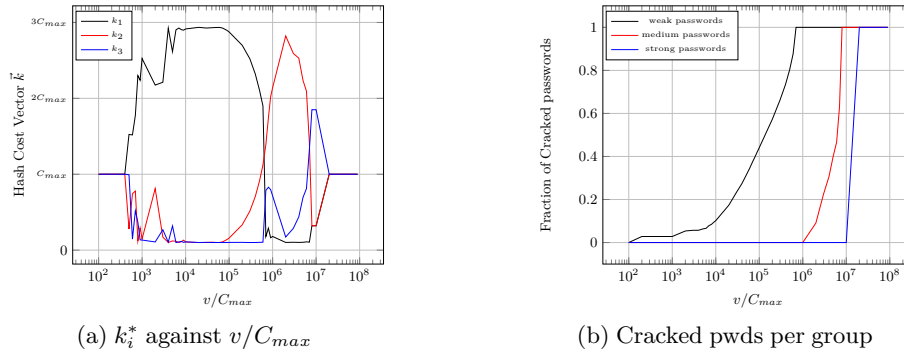 3C_max
2C_max
C_max
0
Hash Cost Vector k⃗
k_1
k_2
k_3
10^2 10^3 10^4 10^5 10^6 10^7 10^8
v/C_max
(a) k_i^* against v/C_max
1
0.8
0.6
0.4
0.2
0
Fraction of Cracked passwords
weak passwords
medium passwords
strong passwords
10^2 10^3 10^4 10^5 10^6 10^7 10^8
v/C_max
(b) Cracked pwds per group